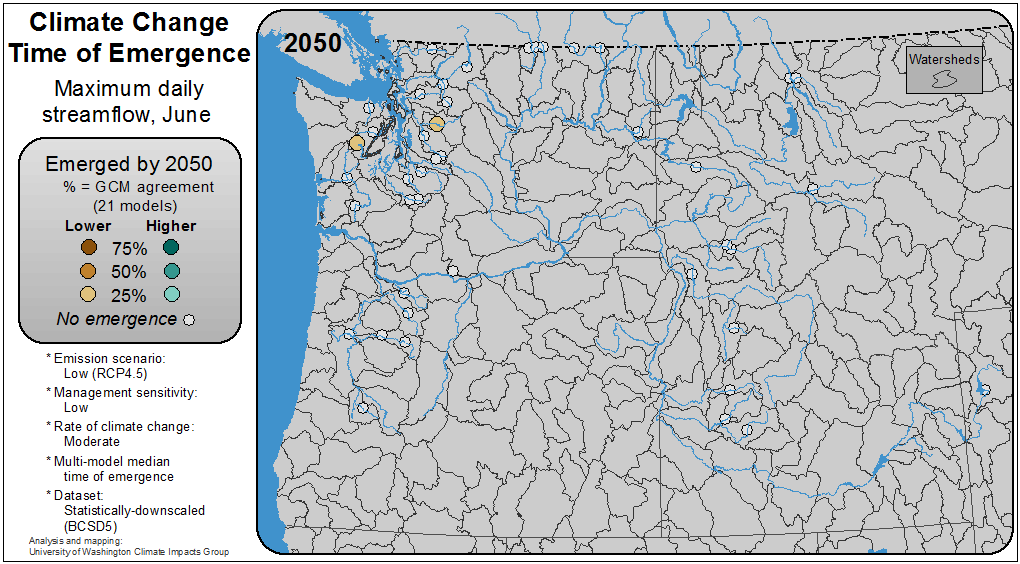 Climate Change
Time of Emergence
Maximum daily
streamflow, June
Emerged by 2050
% = GCM agreement
(21 models)
Lower Higher
75%
50%
25%
No emergence
* Emission scenario:
Low (RCP4.5)
* Management sensitivity:
Low
* Rate of climate change:
Moderate
* Multi-model median
time of emergence
* Dataset:
Statistically-downscaled
(BCSD5)
Analysis and mapping:
University of Washington Climate Impacts Group
2050
Watersheds